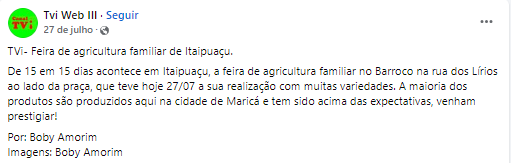 Canal
TVi
Tvi Web III · Seguir
27 de julho ·
TVi- Feira de agricultura familiar de Itaipuaçu.
De 15 em 15 dias acontece em Itaipuaçu, a feira de agricultura familiar no Barroco na rua dos Lírios
ao lado da praça, que teve hoje 27/07 a sua realização com muitas variedades. A maioria dos
produtos são produzidos aqui na cidade de Maricá e tem sido acima das expectativas, venham
prestigiar!
Por: Boby Amorim
Imagens: Boby Amorim